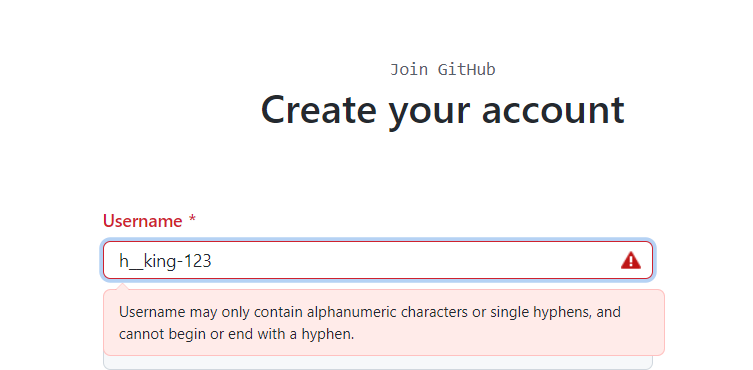 Join GitHub
Create your account
Username *
h__king-123
Username may only contain alphanumeric characters or single hyphens, and
cannot begin or end with a hyphen.